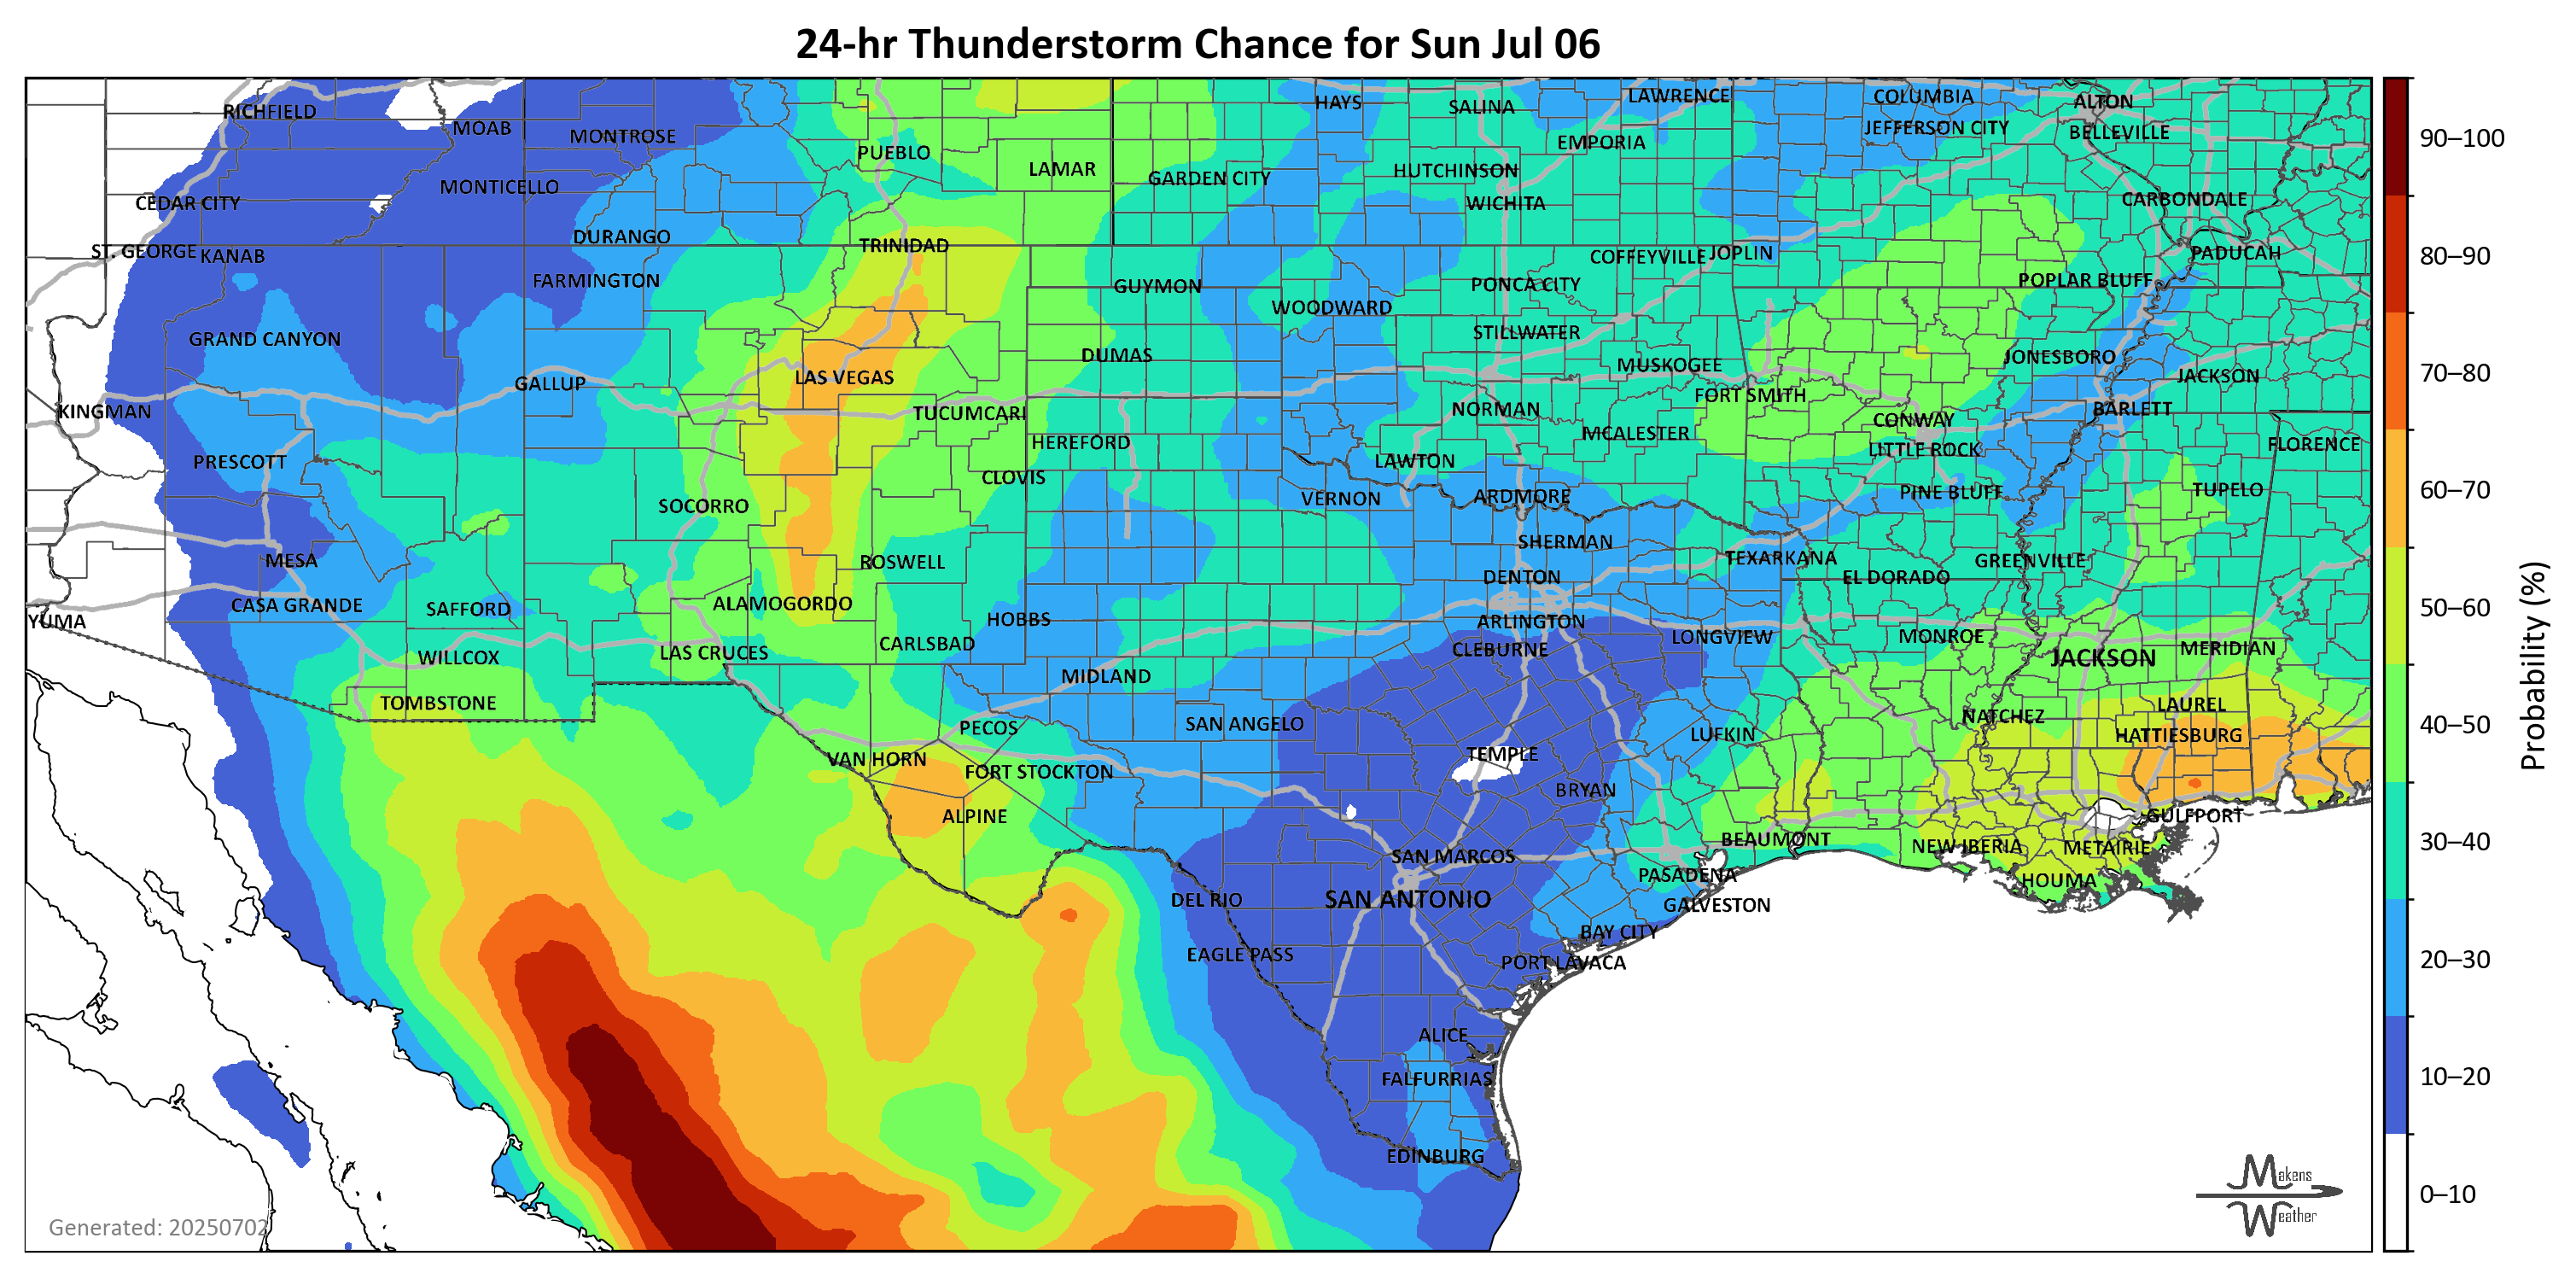 24-hr Thunderstorm Chance for Sun Jul 06
RICHFIELD
MOAB
MONTROSE
PUEBLO
LAMAR
HAYS
SALINA
LAWRENCE
COLUMBIA
ALTON
EMPORIA
JEFFERSON CITY
BELLEVILLE
MONTICELLO
GARDEN CITY
HUTCHINSON
CEDAR CITY
WICHITA
CARBONDALE
DURANGO
TRINIDAD
ST. GEORGE
KANAB
COFFEYVILLE
JOPLIN
PADUCAH
FARMINGTON
GUYMON
PONCA CITY
POPLAR BLUFF
WOODWARD
GRAND CANYON
STILLWATER
DUMAS
MUSKOGEE
JONESBORO
GALLUP
LAS VEGAS
JACKSON
KINGMAN
TUCUMCARI
NORMAN
FORT SMITH
CONWAY
BARLETT
HEREFORD
MCALESTER
LITTLE ROCK
FLORENCE
PRESCOTT
CLOVIS
LAWTON
SOCORRO
VERNON
ARDMORE
PINE BLUFF
TUPELO
MESA
ROSWELL
SHERMAN
TEXARKANA
GREENVILLE
CASA GRANDE
SAFFORD
ALAMOGORDO
DENTON
EL DORADO
YUMA
HOBBS
ARLINGTON
WILLCOX
LAS CRUCES
CARLSBAD
CLEBURNE
LONGVIEW
MONROE
JACKSON
MERIDIAN
TOMBSTONE
MIDLAND
PECOS
SAN ANGELO
LUFKIN
NATCHEZ
LAUREL
VAN HORN
FORT STOCKTON
TEMPLE
HATTIESBURG
ALPINE
BRYAN
GULFPORT
SAN MARCOS
BEAUMONT
NEW IBERIA
METAIRIE
DEL RIO
SAN ANTONIO
PASADENA
HOUMA
GALVESTON
EAGLE PASS
BAY CITY
PORT LAVACA
ALICE
FALFURRIAS
EDINBURG
Generated: 20250702
Makens
Weather
90–100
80–90
70–80
60–70
50–60
40–50
30–40
20–30
10–20
0–10
Probability (%)